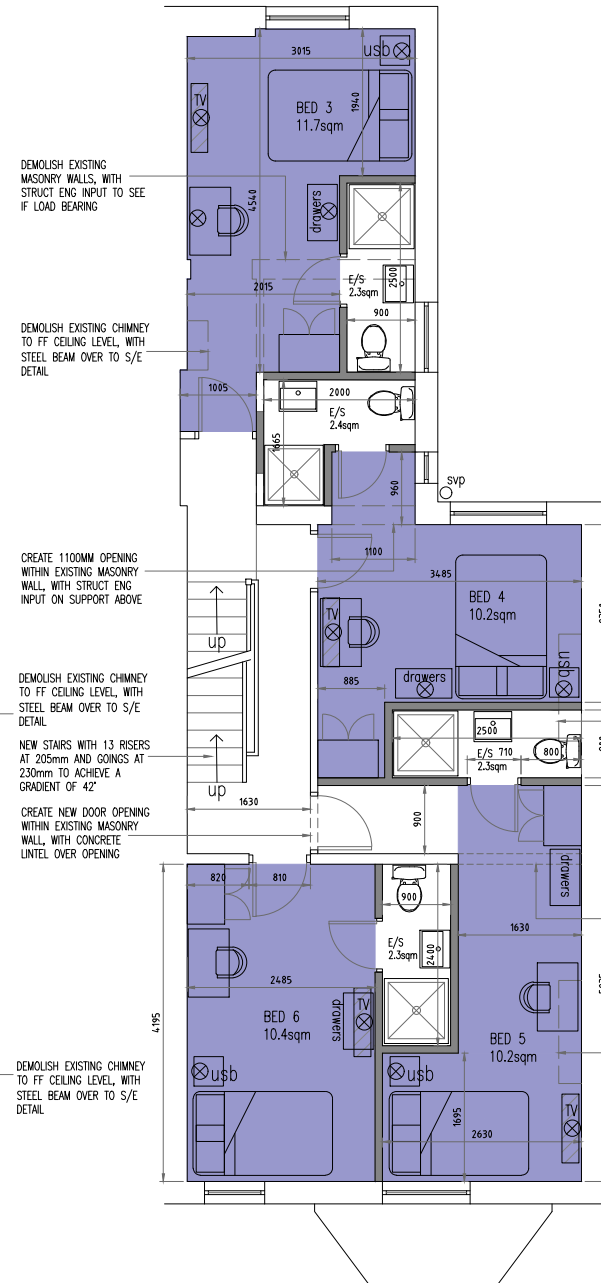 3015
usb
TV
BED 3
11.7sqm
1940
DEMOLISH EXISTING
MASONRY WALLS, WITH
STRUCT ENG INPUT TO SEE
IF LOAD BEARING
4540
drawers
E/S
2.3sqm
2500
2015
900
DEMOLISH EXISTING CHIMNEY
TO FF CEILING LEVEL, WITH
STEEL BEAM OVER TO S/E
DETAIL
1005
2000
E/S
2.4sqm
1665
960
svp
CREATE 1100MM OPENING
WITHIN EXISTING MASONRY
WALL, WITH STRUCT ENG
INPUT ON SUPPORT ABOVE
1100
3485
BED 4
10.2sqm
TV
up
usb
drawers
885
DEMOLISH EXISTING CHIMNEY
TO FF CEILING LEVEL, WITH
STEEL BEAM OVER TO S/E
DETAIL
2500
E/S
2.3sqm
710
800
NEW STAIRS WITH 13 RISERS
AT 205mm AND GOINGS AT
230mm TO ACHIEVE A
GRADIENT OF 42°
up
1630
900
CREATE NEW DOOR OPENING
WITHIN EXISTING MASONRY
WALL, WITH CONCRETE
LINTEL OVER OPENING
820
810
drawers
900
E/S
2.3sqm
2400
1630
4195
2485
drawers
TV
BED 6
10.4sqm
BED 5
10.2sqm
DEMOLISH EXISTING CHIMNEY
TO FF CEILING LEVEL, WITH
STEEL BEAM OVER TO S/E
DETAIL
usb
usb
1695
2630
TV